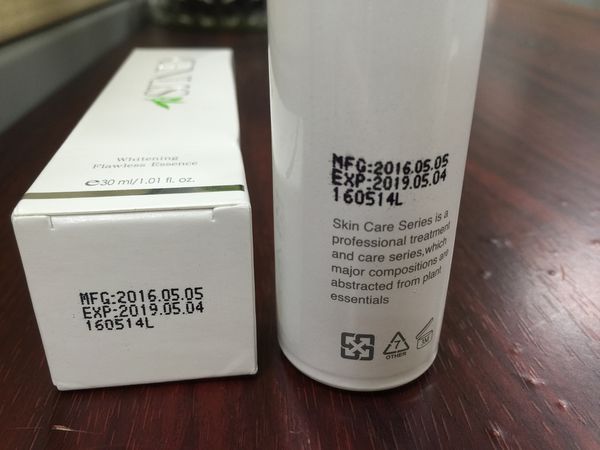 Whitening
Flawless Essence
℮30 ml/1.01 fl. oz.
MFG:2016.05.05
EXP:2019.05.04
160514L
MFG:2016.05.05
EXP:2019.05.04
160514L
Skin Care Series is a
professional treatment
and care series,which
major compositions are
abstracted from plant
essentials
7
OTHER